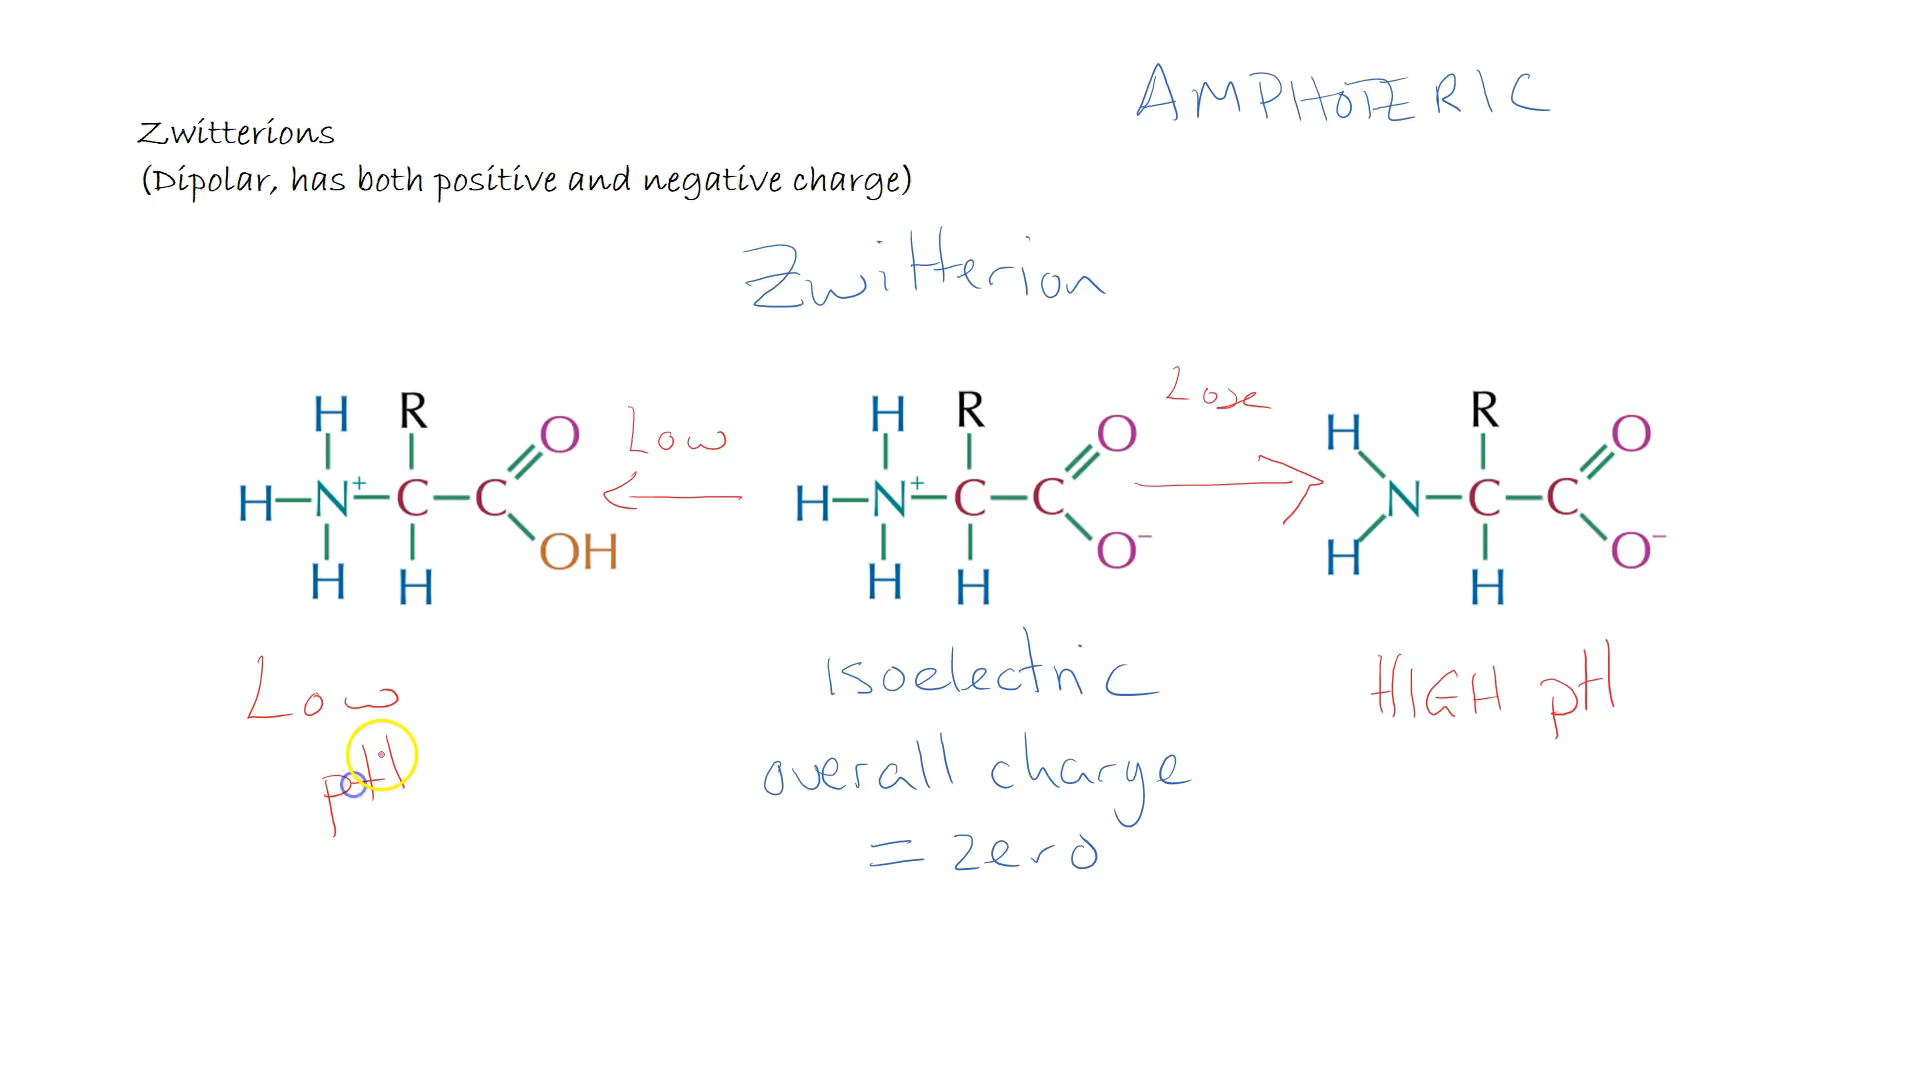 AMPHOTERIC
Zwitterions
(Dipolar, has both positive and negative charge)
Zwitterion
H R O Low H R O Lose H R O
H N+ C C H N+ C C N C C
H H OH H H O− H H O−
Low isoelectric HIGH pH
pH overall charge
= zero